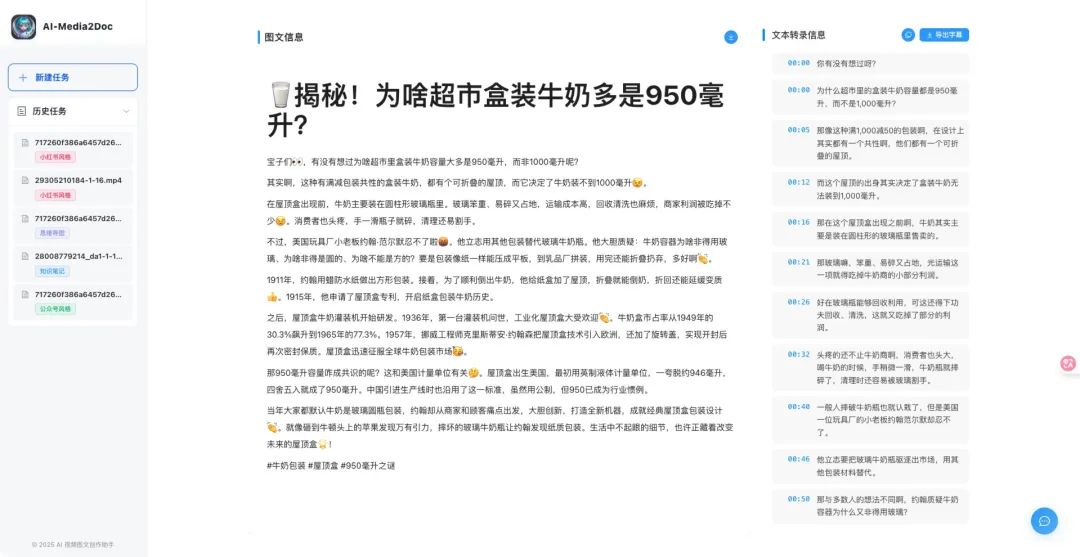 AI-Media2Doc
新建任务
历史任务
717260f386a6457d26...
小红书风格
29305210184-1-16.mp4
小红书风格
717260f386a6457d26...
思维导图
28008779214_da1-1-1...
知识笔记
717260f386a6457d26...
公众号风格
© 2025 AI 视频图文创作助手
图文信息
🥛揭秘！为啥超市盒装牛奶多是950毫
升？
宝子们👀，有没有想过为啥超市里盒装牛奶容量大多是950毫升，而非1000毫升呢？
其实啊，这种有满减包装共性的盒装牛奶，都有个可折叠的屋顶，而它决定了牛奶装不到1000毫升😉。
在屋顶盒出现前，牛奶主要装在圆柱形玻璃瓶里。玻璃笨重、易碎又占地，运输成本高，回收清洗也麻烦，商家利润被吃掉不
少😣。消费者也头疼，手一滑瓶子就碎，清理还易割手。
不过，美国玩具厂小老板约翰·范尔默忍不了啦😡。他立志用其他包装替代玻璃牛奶瓶。他大胆质疑：牛奶容器为啥非得用玻
璃、为啥非得是圆的、为啥不能是方的？要是包装像纸一样能压成平板，到乳品厂拼装，用完还能折叠扔弃，多好啊👏。
1911年，约翰用蜡防水纸做出方形包装。接着，为了顺利倒出牛奶，他给纸盒加了屋顶，折叠就能倒奶，折回还能延缓变质
👍。1915年，他申请了屋顶盒专利，开启纸盒包装牛奶历史。
之后，屋顶盒牛奶灌装机开始研发。1936年，第一台灌装机问世，工业化屋顶盒大受欢迎👏。牛奶盒市占率从1949年的
30.3%飙升到1965年的77.3%。1957年，挪威工程师克里斯蒂安·约翰森把屋顶盒技术引入欧洲，还加了旋转盖，实现开封后
再次密封保质。屋顶盒迅速征服全球牛奶包装市场🥳。
那950毫升容量咋成共识的呢？这和美国计量单位有关🧐。屋顶盒出生美国，最初用英制液体计量单位，一夸脱约946毫升，
四舍五入就成了950毫升。中国引进生产线时也沿用了这一标准，虽然用公制，但950已成为行业惯例。
当年大家都默认牛奶是玻璃圆瓶包装，约翰却从商家和顾客痛点出发，大胆创新，打造全新机器，成就经典屋顶盒包装设计
👏。就像砸到牛顿头上的苹果发现万有引力，摔坏的玻璃牛奶瓶让约翰发现纸质包装。生活中不起眼的细节，也许正藏着改变
未来的屋顶盒✨！
#牛奶包装 #屋顶盒 #950毫升之谜
文本转录信息
导出字幕
00:00 你有没有想过呀？
00:00 为什么超市里的盒装牛奶容量都是950毫
升，而不是1,000毫升？
00:05 那像这种满1,000减50的包装啊，在设计上
其实都有一个共性啊，他们都有一个可折
叠的屋顶。
00:12 而这个屋顶的出身其实决定了盒装牛奶无
法装到1,000毫升。
00:16 那在这个屋顶盒出现之前啊，牛奶其实主
要是装在圆柱形的玻璃瓶里售卖的。
00:21 那玻璃嘛、笨重、易碎又占地，光运输这
一项就得吃掉牛奶商的小部分利润。
00:26 好在玻璃瓶能够回收利用，可这还得下功
夫回收、清洗，这就又吃掉了部分的利
润。
00:32 头疼的还不止牛奶商啊，消费者也头大，
喝牛奶的时候，手稍微一滑，牛奶瓶就摔
碎了，清理时还容易被玻璃割手。
00:40 一般人摔破牛奶瓶也就认栽了，但是美国
一位玩具厂的小老板约翰范尔默却忍不
了。
00:46 他立志要把玻璃牛奶瓶驱逐出市场，用其
他包装材料替代。
00:50 那与多数人的想法不同啊，约翰质疑牛奶
容器为什么又非得用玻璃？